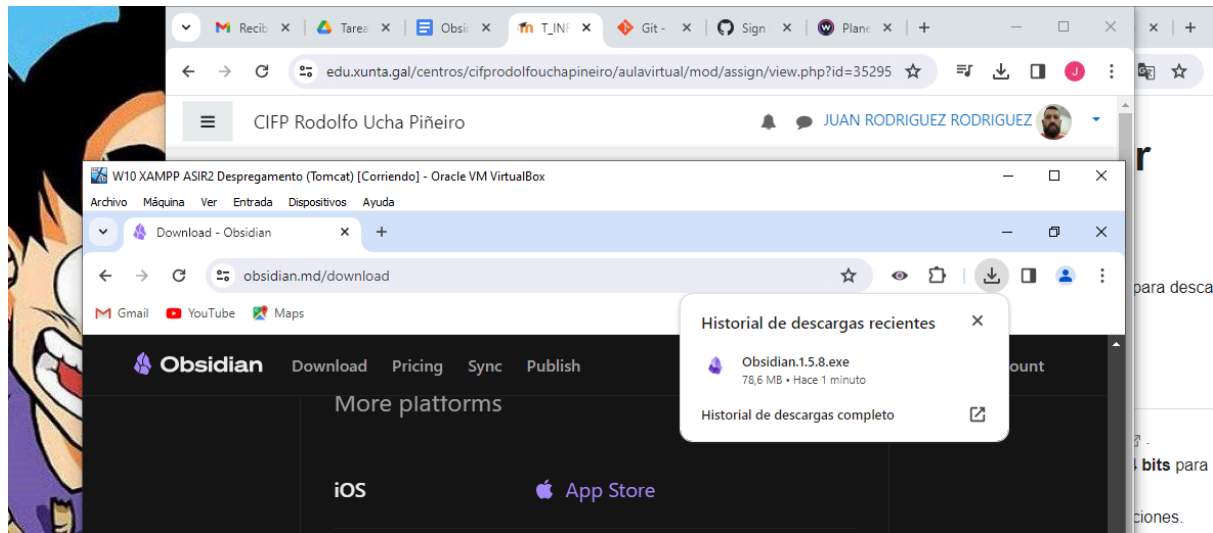 Recib
Tarea
Obsi
T_INF
Git -
Sign
Plane
edu.xunta.gal/centros/cifprodolfouchapineiro/aulavirtual/mod/assign/view.php?id=35295
J
CIFP Rodolfo Ucha Piñeiro
JUAN RODRIGUEZ RODRIGUEZ
r
W10 XAMPP ASIR2 Despregamento (Tomcat) [Corriendo] - Oracle VM VirtualBox
Archivo Máquina Ver Entrada Dispositivos Ayuda
Download - Obsidian
obsidian.md/download
para desca
Gmail YouTube Maps
Historial de descargas recientes
Obsidian.1.5.8.exe
78,6 MB • Hace 1 minuto
Historial de descargas completo
Obsidian Download Pricing Sync Publish ount
More platforms
bits para
iOS App Store
ciones.